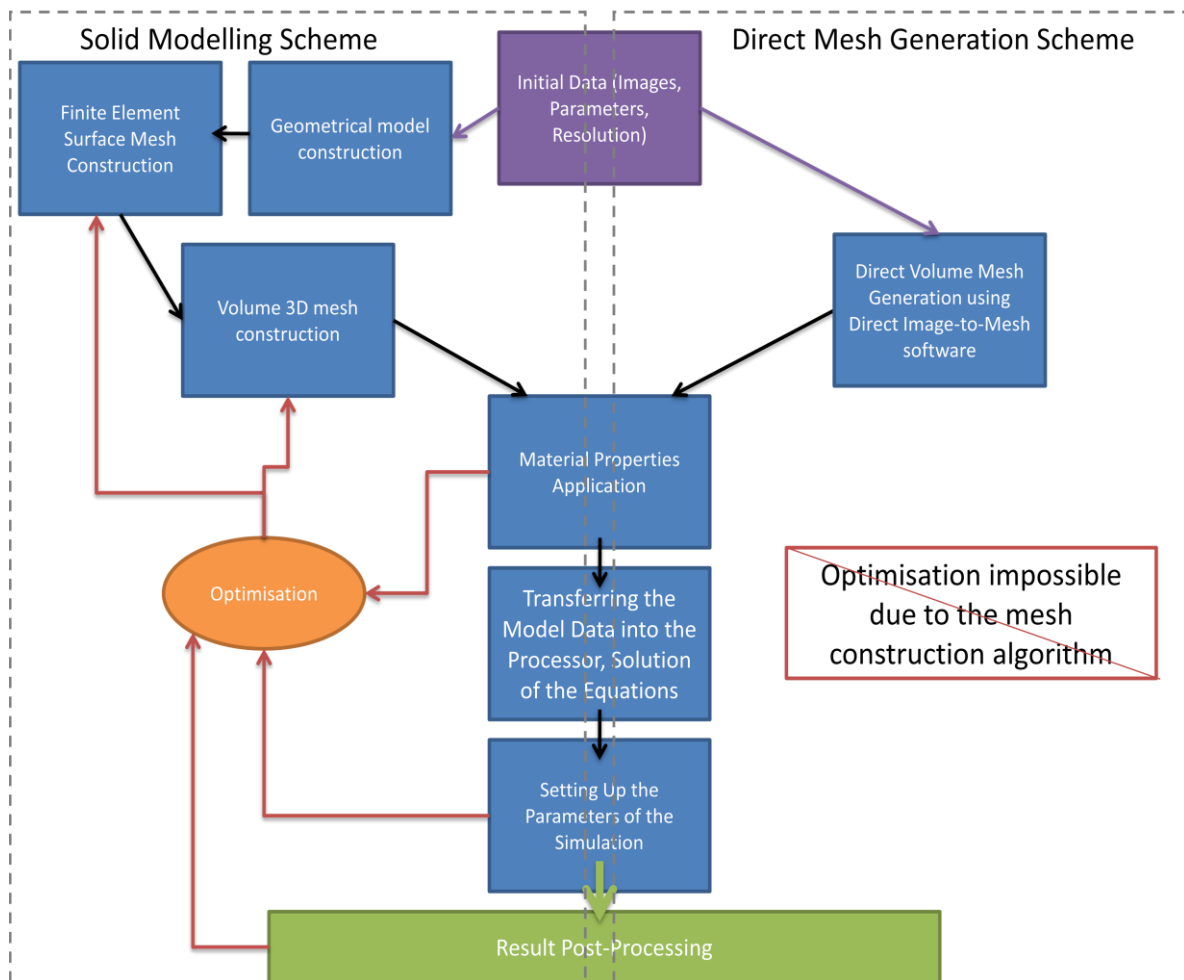 Solid Modelling Scheme
Direct Mesh Generation Scheme
Initial Data (Images,
Parameters,
Resolution)
Geometrical model
construction
Finite Element
Surface Mesh
Construction
Volume 3D mesh
construction
Direct Volume Mesh
Generation using
Direct Image-to-Mesh
software
Material Properties
Application
Optimisation
Transferring the
Model Data into the
Processor, Solution
of the Equations
Optimisation impossible
due to the mesh
construction algorithm
Setting Up the
Parameters of the
Simulation
Result Post-Processing